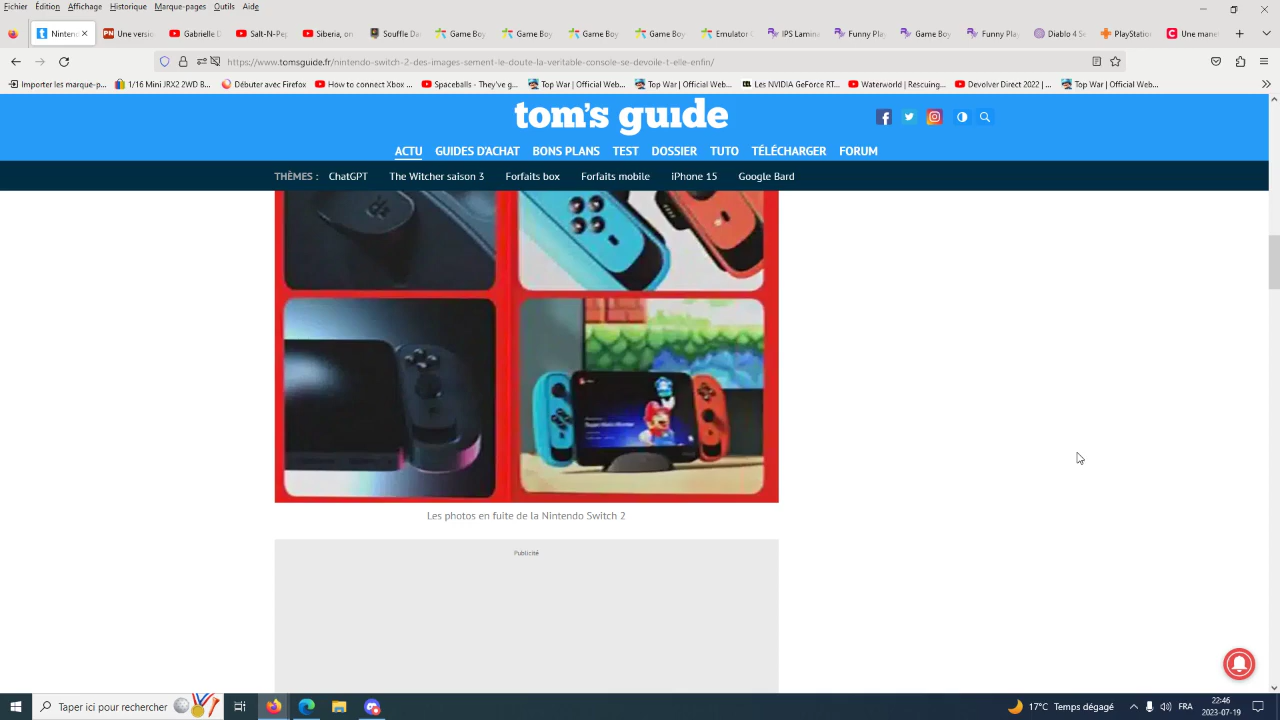 Fichier Édition Affichage Historique Marque-pages Outils Aide
Ninten Une versio Gabrielle Salt-N-Pe Siberia, on Souffle Da Game Boy Game Boy Game Boy Game Boy Emulator IPS Lamina Funny Play Game Boy Funny Play Diablo 4 Se PlayStation Une mane
https://www.tomsguide.fr/nintendo-switch-2-des-images-sement-le-doute-la-veritable-console-se-devoile-t-elle-enfin/
Importer les marque-p... 1/16 Mini JRX2 2WD B... Débuter avec Firefox How to connect Xbox ... Spaceballs - They've g... Top War | Official Web... Top War | Official Web... Les NVIDIA GeForce R... Waterworld | Rescuing... Devolver Direct 2022 | ... Top War | Official Web...
tom's guide
ACTU GUIDES D'ACHAT BONS PLANS TEST DOSSIER TUTO TÉLÉCHARGER FORUM
THÈMES : ChatGPT The Witcher saison 3 Forfaits box Forfaits mobile iPhone 15 Google Bard
Les photos en fuite de la Nintendo Switch 2
Publicité
Taper ici pour rechercher
17°C Temps dégagé
FRA
22:46
2023-07-19